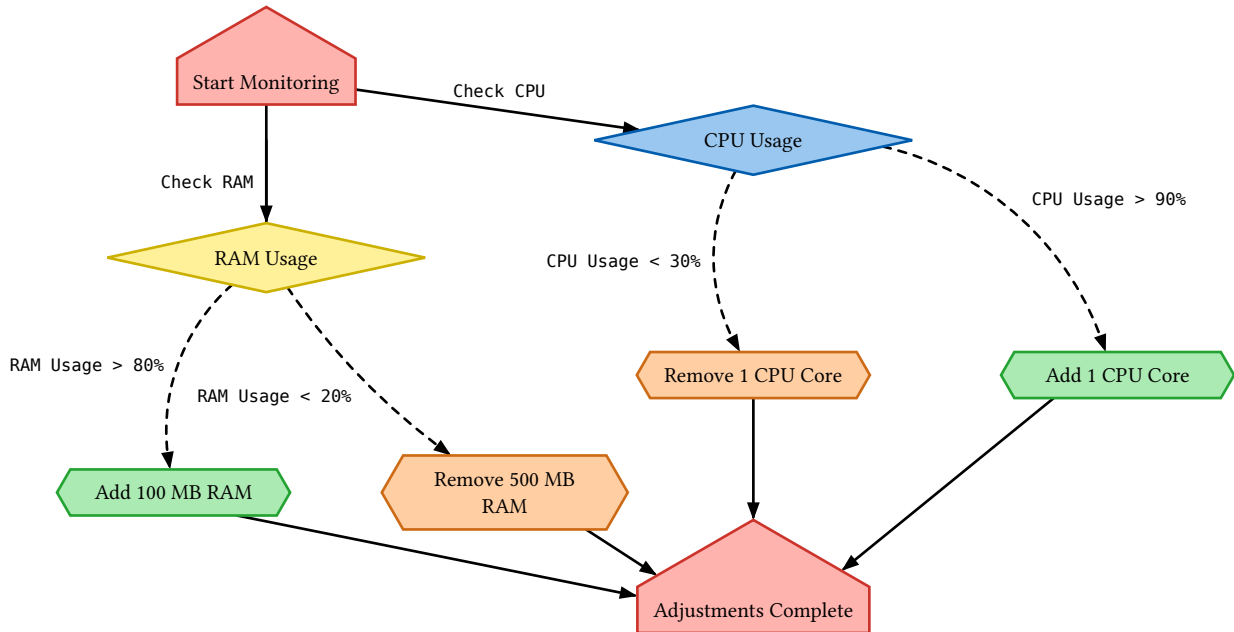 Start Monitoring
Check CPU
CPU Usage
Check RAM
CPU Usage > 90%
RAM Usage
CPU Usage < 30%
RAM Usage > 80%
Remove 1 CPU Core
Add 1 CPU Core
RAM Usage < 20%
Add 100 MB RAM
Remove 500 MB
RAM
Adjustments Complete